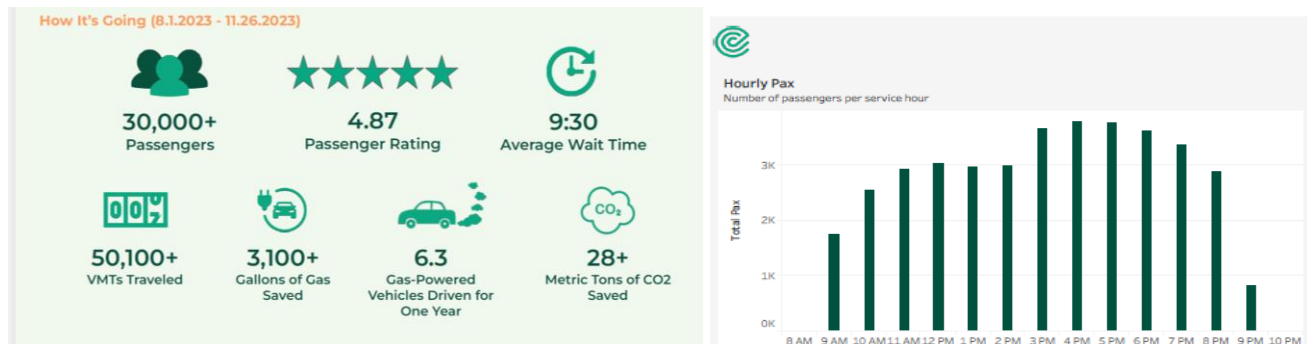 How It's Going (8.1.2023 - 11.26.2023)
30,000+
Passengers
4.87
Passenger Rating
9:30
Average Wait Time
50,100+
VMTs Traveled
3,100+
Gallons of Gas
Saved
6.3
Gas-Powered
Vehicles Driven for
One Year
CO₂
28+
Metric Tons of CO2
Saved
Hourly Pax
Number of passengers per service hour
Total Pax
3K
2K
1K
0K
8 AM 9 AM 10 AM 11 AM 12 PM 1 PM 2 PM 3 PM 4 PM 5 PM 6 PM 7 PM 8 PM 9 PM 10 PM